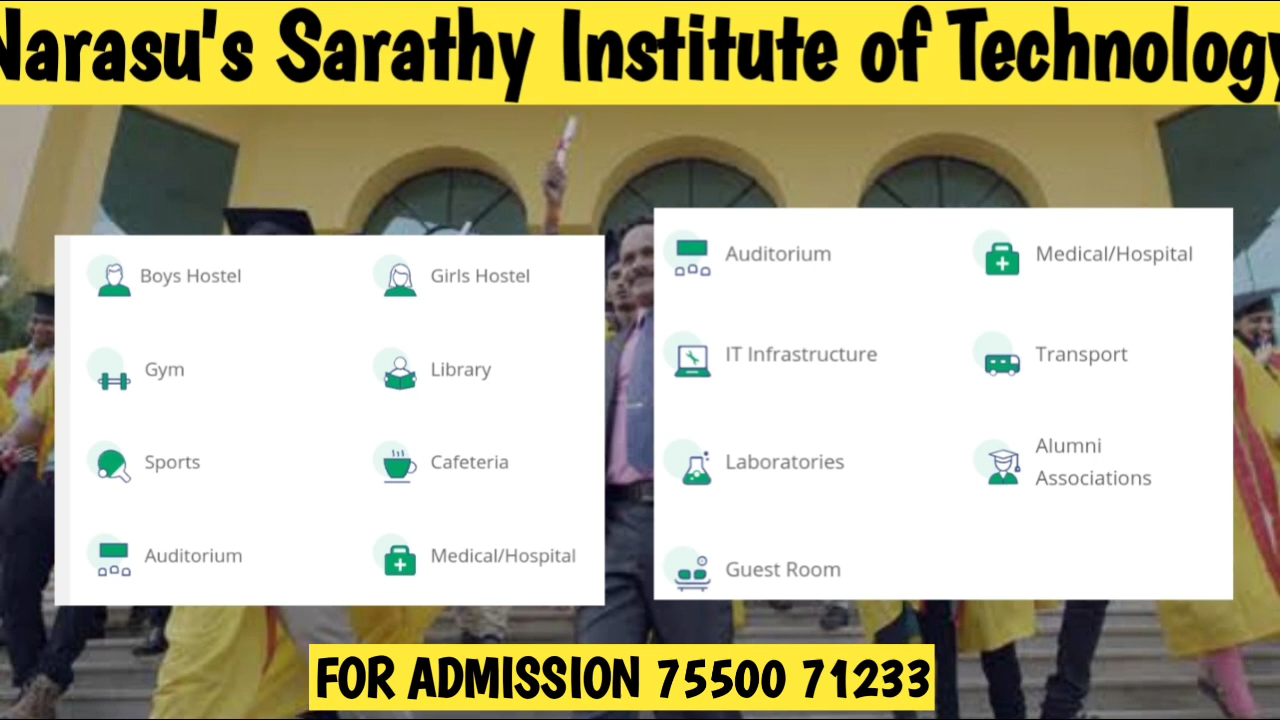 Narasu's Sarathy Institute of Technology
Boys Hostel
Girls Hostel
Gym
Library
Sports
Cafeteria
Auditorium
Medical/Hospital
Auditorium
Medical/Hospital
IT Infrastructure
Transport
Laboratories
Alumni
Associations
Guest Room
FOR ADMISSION 75500 71233